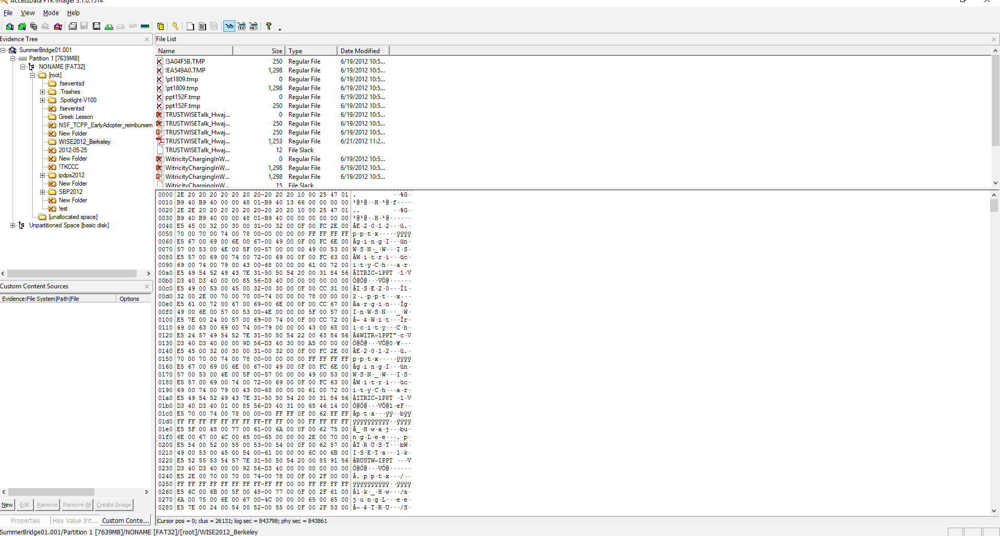 AccessData FTK Imager 3.1.0.1514
File View Mode Help
Evidence Tree
SummerBridge01.001
Partition 1 [7639MB]
NONAME [FAT32]
[root]
.fseventsd
.Trashes
.Spotlight-V100
.fseventsd
Greek Lesson
NSF_TCPP_EarlyAdopter_reimbursem
New Folder
WISE2012_Berkeley
2012-05-25
New Folder
!TKCCC
ipdps2012
New Folder
SBP2012
New Folder
!est
[unallocated space]
Unpartitioned Space [basic disk]
Custom Content Sources
Evidence:File System|Path|File Options
New Edit Remove Remove All Create Image
Properties Hex Value Int... Custom Conte...
File List
Name Size Type Date Modified
!3A04F5B.TMP 250 Regular File 6/19/2012 10:5...
!EA549A0.TMP 1,298 Regular File 6/19/2012 10:5...
!pt1809.tmp 0 Regular File 6/19/2012 10:5...
!pt1809.tmp 1,298 Regular File 6/19/2012 10:5...
ppt152F.tmp 0 Regular File 6/19/2012 10:5...
ppt152F.tmp 250 Regular File 6/19/2012 10:5...
TRUSTWISETalk_Hwaj... 0 Regular File 6/19/2012 10:5...
TRUSTWISETalk_Hwaj... 250 Regular File 6/19/2012 10:5...
TRUSTWISETalk_Hwaj... 250 Regular File 6/19/2012 10:5...
TRUSTWISETalk_Hwaj... 1,253 Regular File 6/21/2012 11:2...
TRUSTWISETalk_Hwaj... 12 File Slack
WitricityChargingInW... 0 Regular File 6/19/2012 10:5...
WitricityChargingInW... 1,298 Regular File 6/19/2012 10:5...
WitricityChargingInW... 1,298 Regular File 6/19/2012 10:5...
WitricityChargingInW... 15 File Slack
0000 2E 20 20 20 20 20 20 20-20 20 20 10 00 25 47 01 .          ··%G·
0010 B9 40 B9 40 00 00 48 01-B9 40 13 66 00 00 00 00 ¹@¹@··H·¹@·f····
0020 2E 2E 20 20 20 20 20 20-20 20 20 10 00 25 47 01 ..         ··%G·
0030 B9 40 B9 40 00 00 48 01-B9 40 00 00 00 00 00 00 ¹@¹@··H·¹@······
0040 E5 45 00 32 00 30 00 31-00 32 00 0F 00 FC 2E 00 åE·2·0·1·2···ü.·
0050 70 00 70 00 74 00 78 00-00 00 00 00 FF FF FF FF p·p·t·x·····ÿÿÿÿ
0060 E5 67 00 69 00 6E 00 67-00 49 00 0F 00 FC 6E 00 åg·i·n·g·I···ün·
0070 57 00 53 00 4E 00 5F 00-57 00 00 00 49 00 53 00 W·S·N·_·W···I·S·
0080 E5 57 00 69 00 74 00 72-00 69 00 0F 00 FC 63 00 åW·i·t·r·i···üc·
0090 69 00 74 00 79 00 43 00-68 00 00 00 61 00 72 00 i·t·y·C·h···a·r·
00a0 E5 49 54 52 49 43 7E 31-50 50 54 20 00 31 84 56 åITRIC~1PPT ·1·V
00b0 D3 40 D3 40 00 00 85 56-D3 40 00 00 00 00 00 00 Ó@Ó@···VÓ@······
00c0 E5 49 00 53 00 45 00 32-00 30 00 0F 00 CC 31 00 åI·S·E·2·0···Ì1·
00d0 32 00 2E 00 70 00 70 00-74 00 00 00 78 00 00 00 2·.·p·p·t···x···
00e0 E5 61 00 72 00 67 00 69-00 6E 00 0F 00 CC 67 00 åa·r·g·i·n···Ìg·
00f0 49 00 6E 00 57 00 53 00-4E 00 00 00 5F 00 57 00 I·n·W·S·N···_·W·
0100 E5 7E 00 24 00 57 00 69-00 74 00 0F 00 CC 72 00 å~·$·W·i·t···Ìr·
0110 69 00 63 00 69 00 74 00-79 00 00 00 43 00 68 00 i·c·i·t·y···C·h·
0120 E5 24 57 49 54 52 7E 31-50 50 54 22 00 63 84 56 å$WITR~1PPT"·c·V
0130 D3 40 D3 40 00 00 9D 56-D3 40 30 00 A5 00 00 00 Ó@Ó@···VÓ@0·¥···
0140 E5 45 00 32 00 30 00 31-00 32 00 0F 00 FC 2E 00 åE·2·0·1·2···ü.·
0150 70 00 70 00 74 00 78 00-00 00 00 00 FF FF FF FF p·p·t·x·····ÿÿÿÿ
0160 E5 67 00 69 00 6E 00 67-00 49 00 0F 00 FC 6E 00 åg·i·n·g·I···ün·
0170 57 00 53 00 4E 00 5F 00-57 00 00 00 49 00 53 00 W·S·N·_·W···I·S·
0180 E5 57 00 69 00 74 00 72-00 69 00 0F 00 FC 63 00 åW·i·t·r·i···üc·
0190 69 00 74 00 79 00 43 00-68 00 00 00 61 00 72 00 i·t·y·C·h···a·r·
01a0 E5 49 54 52 49 43 7E 31-50 50 54 20 00 31 84 56 åITRIC~1PPT ·1·V
01b0 D3 40 D3 40 01 00 85 56-D3 40 31 00 65 46 14 00 Ó@Ó@···VÓ@1·eF··
01c0 E5 70 00 74 00 78 00 00-00 FF FF 0F 00 62 FF FF åp·t·x···ÿÿ··bÿÿ
01d0 FF FF FF FF FF FF FF FF-FF FF 00 00 FF FF FF FF ÿÿÿÿÿÿÿÿÿÿ··ÿÿÿÿ
01e0 E5 5F 00 48 00 77 00 61-00 6A 00 0F 00 62 75 00 å_·H·w·a·j···bu·
01f0 6E 00 67 00 4C 00 65 00-65 00 00 00 2E 00 70 00 n·g·L·e·e···.·p·
0200 E5 54 00 52 00 55 00 53-00 54 00 0F 00 62 57 00 åT·R·U·S·T···bW·
0210 49 00 53 00 45 00 54 00-61 00 00 00 6C 00 6B 00 I·S·E·T·a···l·k·
0220 E5 52 55 53 54 57 7E 31-50 50 54 20 00 85 91 56 åRUSTW~1PPT ···V
0230 D3 40 D3 40 00 00 92 56-D3 40 00 00 00 00 00 00 Ó@Ó@···VÓ@······
0240 E5 2E 00 70 00 70 00 74-00 78 00 0F 00 2F 00 00 å.·p·p·t·x···/··
0250 FF FF FF FF FF FF FF FF-FF FF 00 00 FF FF FF FF ÿÿÿÿÿÿÿÿÿÿ··ÿÿÿÿ
0260 E5 6C 00 6B 00 5F 00 48-00 77 00 0F 00 2F 61 00 ål·k·_·H·w···/a·
0270 6A 00 75 00 6E 00 67 00-4C 00 00 00 65 00 65 00 j·u·n·g·L···e·e·
0280 E5 7E 00 24 00 54 00 52-00 55 00 0F 00 2F 53 00 å~·$·T·R·U···/S·
Cursor pos = 0; clus = 26131; log sec = 843798; phy sec = 843861
SummerBridge01.001/Partition 1 [7639MB]/NONAME [FAT32]/[root]/WISE2012_Berkeley